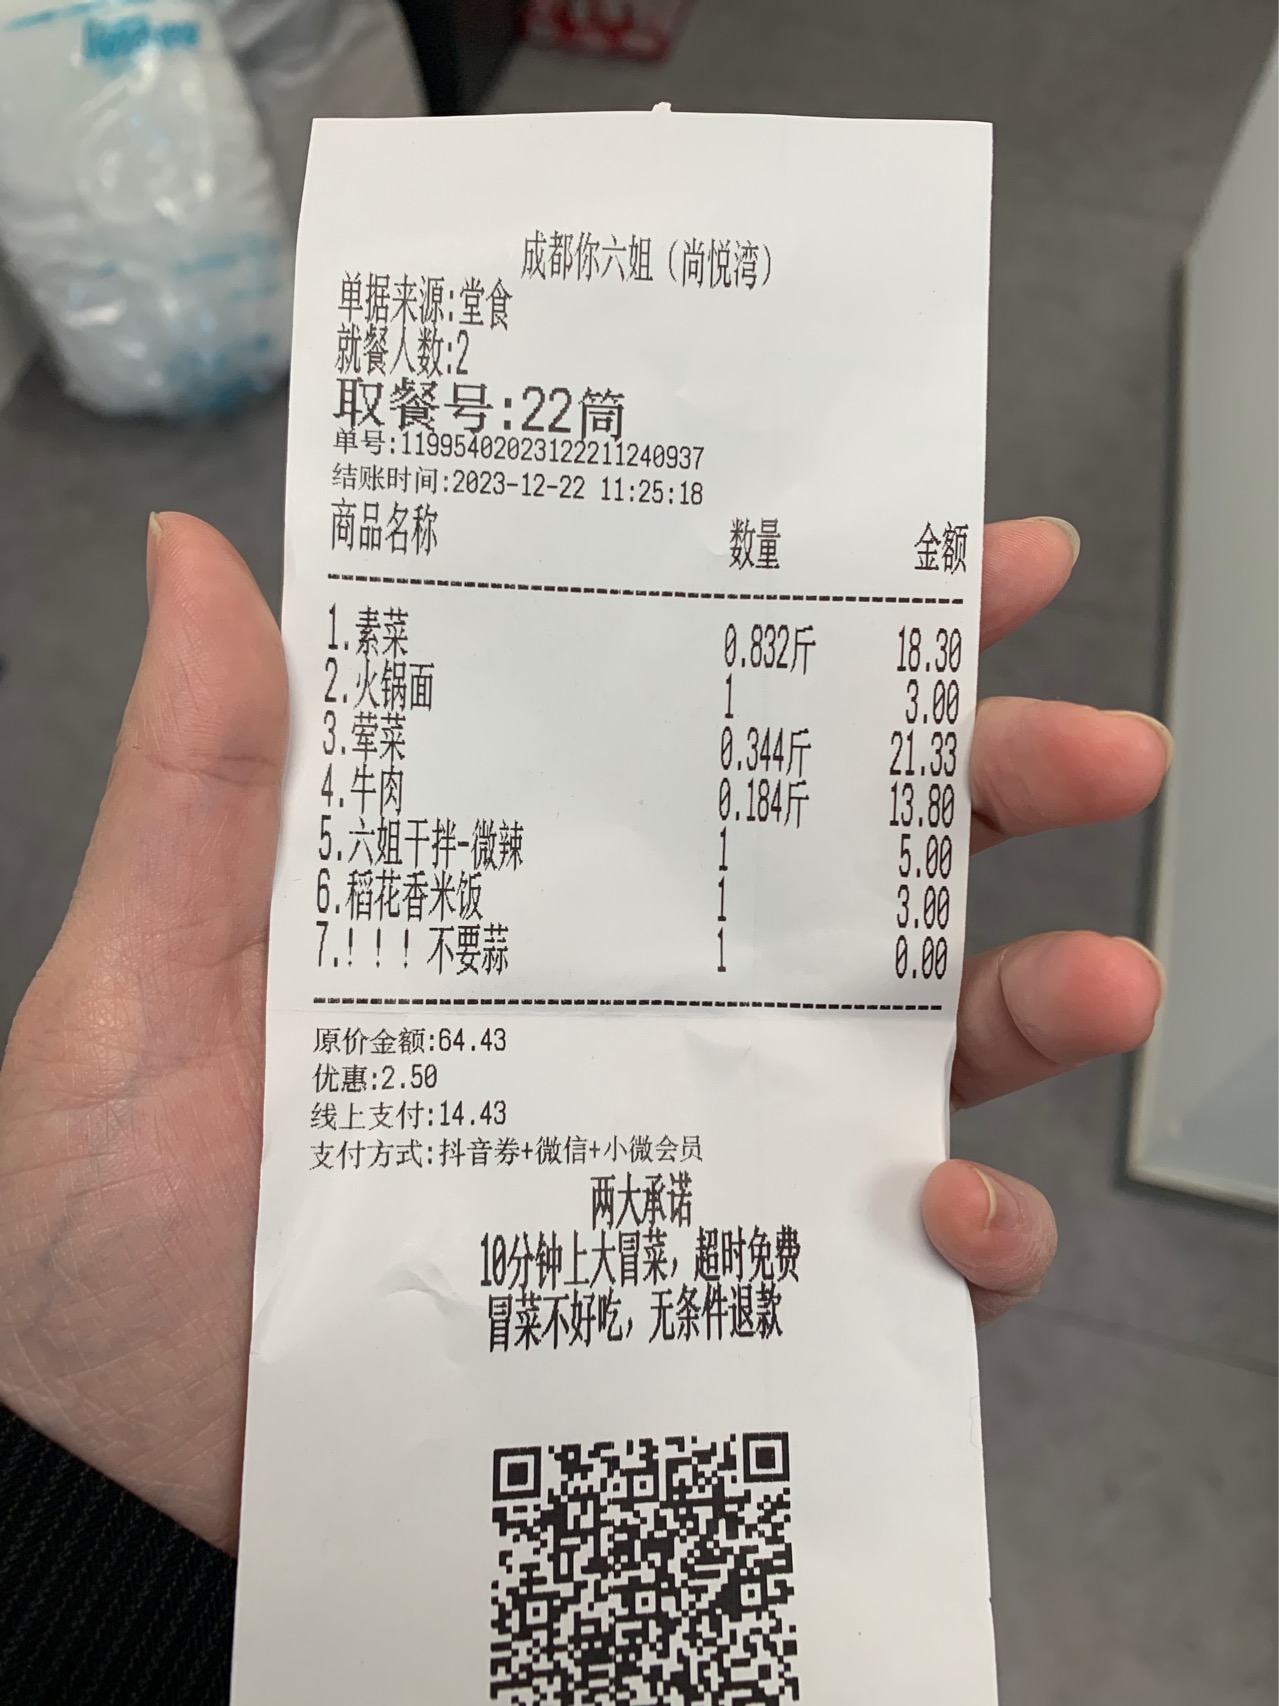 成都你六姐（尚悦湾）
单据来源:堂食
就餐人数:2
取餐号:22筒
单号:11995402023122211240937
结账时间:2023-12-22 11:25:18
商品名称 数量 金额
1.素菜 0.832斤 18.30
2.火锅面 1 3.00
3.荤菜 0.344斤 21.33
4.牛肉 0.184斤 13.80
5.六姐干拌-微辣 1 5.00
6.稻花香米饭 1 3.00
7.！！！不要蒜 1 0.00
原价金额:64.43
优惠:2.50
线上支付:14.43
支付方式:抖音券+微信+小微会员
两大承诺
10分钟上大冒菜，超时免费
冒菜不好吃，无条件退款